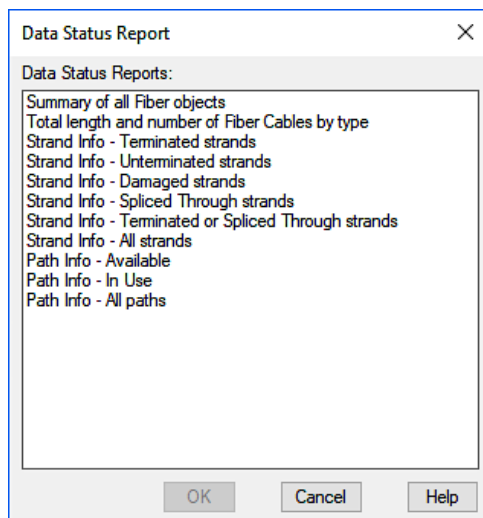 Data Status Report
Data Status Reports:
Summary of all Fiber objects
Total length and number of Fiber Cables by type
Strand Info - Terminated strands
Strand Info - Unterminated strands
Strand Info - Damaged strands
Strand Info - Spliced Through strands
Strand Info - Terminated or Spliced Through strands
Strand Info - All strands
Path Info - Available
Path Info - In Use
Path Info - All paths
OK Cancel Help